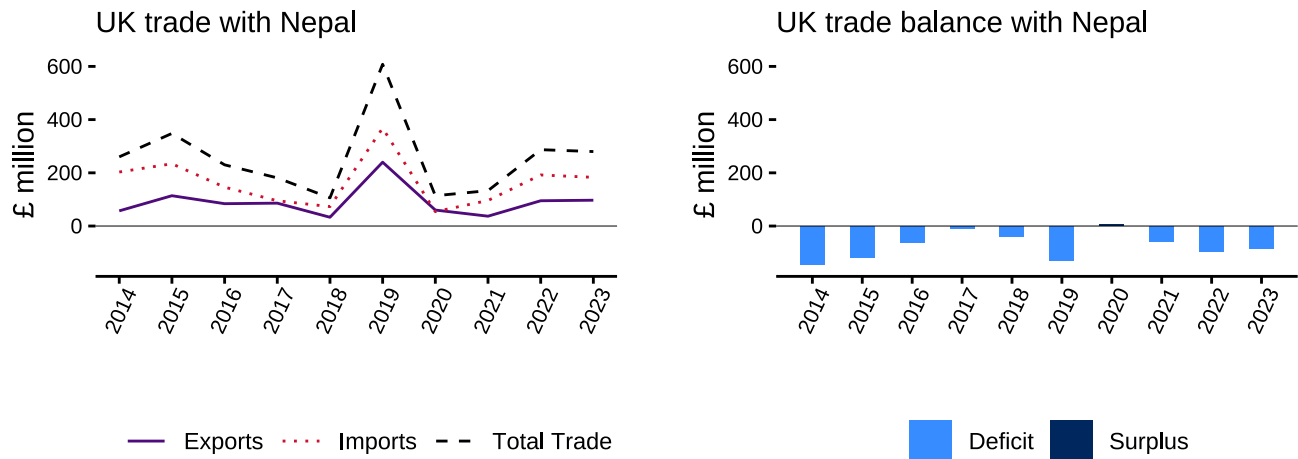 UK trade with Nepal
600
400
200
0
£ million
2014 2015 2016 2017 2018 2019 2020 2021 2022 2023
Exports Imports Total Trade
UK trade balance with Nepal
600
400
200
0
£ million
2014 2015 2016 2017 2018 2019 2020 2021 2022 2023
Deficit Surplus